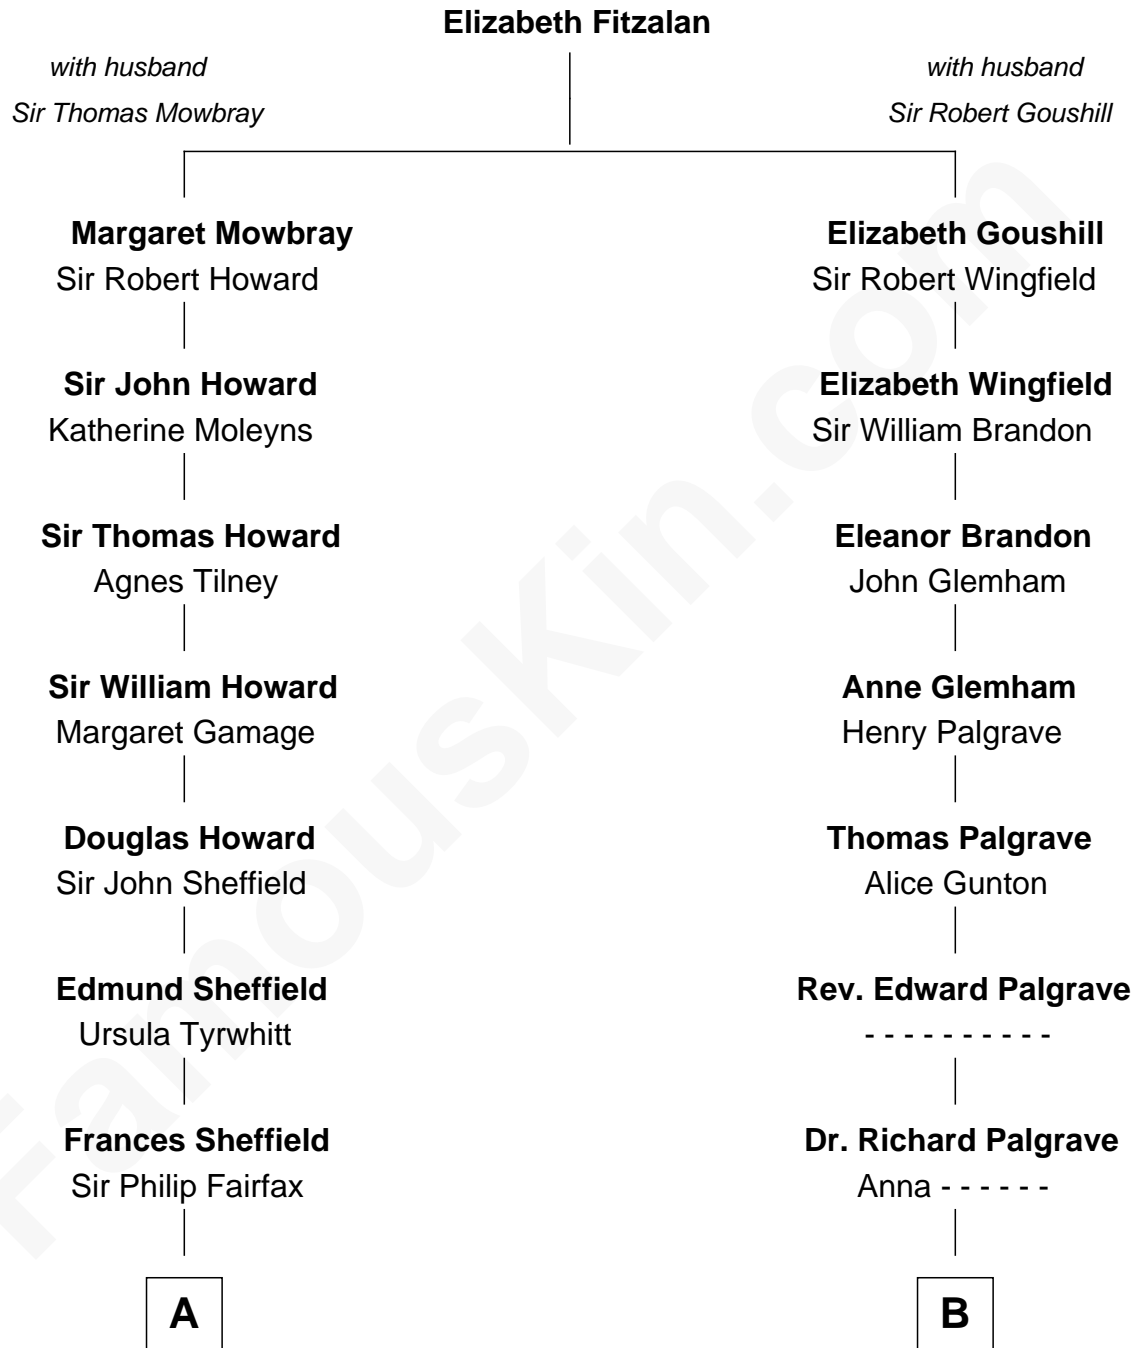 Elizabeth Fitzalan
with husband
Sir Thomas Mowbray
with husband
Sir Robert Goushill
Margaret Mowbray
Sir Robert Howard
Elizabeth Goushill
Sir Robert Wingfield
Sir John Howard
Katherine Moleyns
Elizabeth Wingfield
Sir William Brandon
Sir Thomas Howard
Agnes Tilney
Eleanor Brandon
John Glemham
Sir William Howard
Margaret Gamage
Anne Glemham
Henry Palgrave
Douglas Howard
Sir John Sheffield
Thomas Palgrave
Alice Gunton
Edmund Sheffield
Ursula Tyrwhitt
Rev. Edward Palgrave
- - - - - - - - - -
Frances Sheffield
Sir Philip Fairfax
Dr. Richard Palgrave
Anna - - - - - -
A
B
FamousKin.com